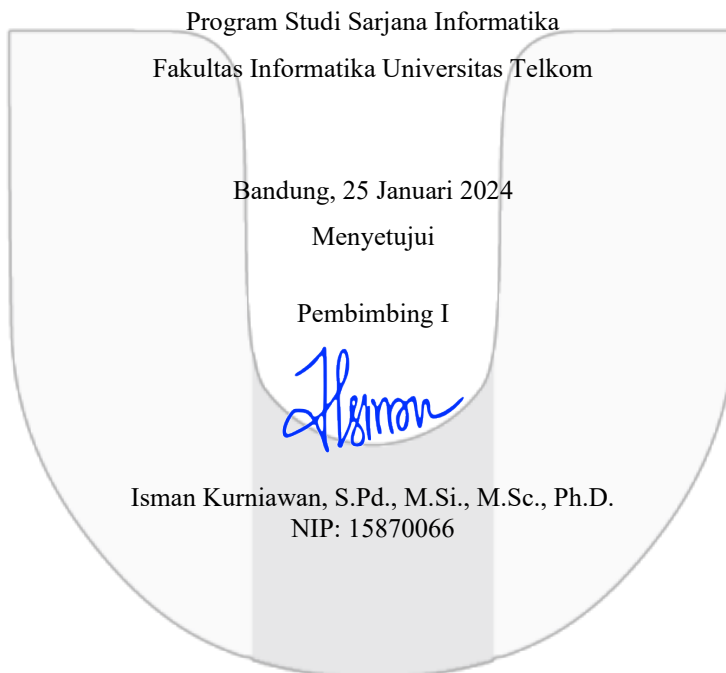 Program Studi Sarjana Informatika
Fakultas Informatika Universitas Telkom
Bandung, 25 Januari 2024
Menyetujui
Pembimbing I
Isman
Isman Kurniawan, S.Pd., M.Si., M.Sc., Ph.D.
NIP: 15870066